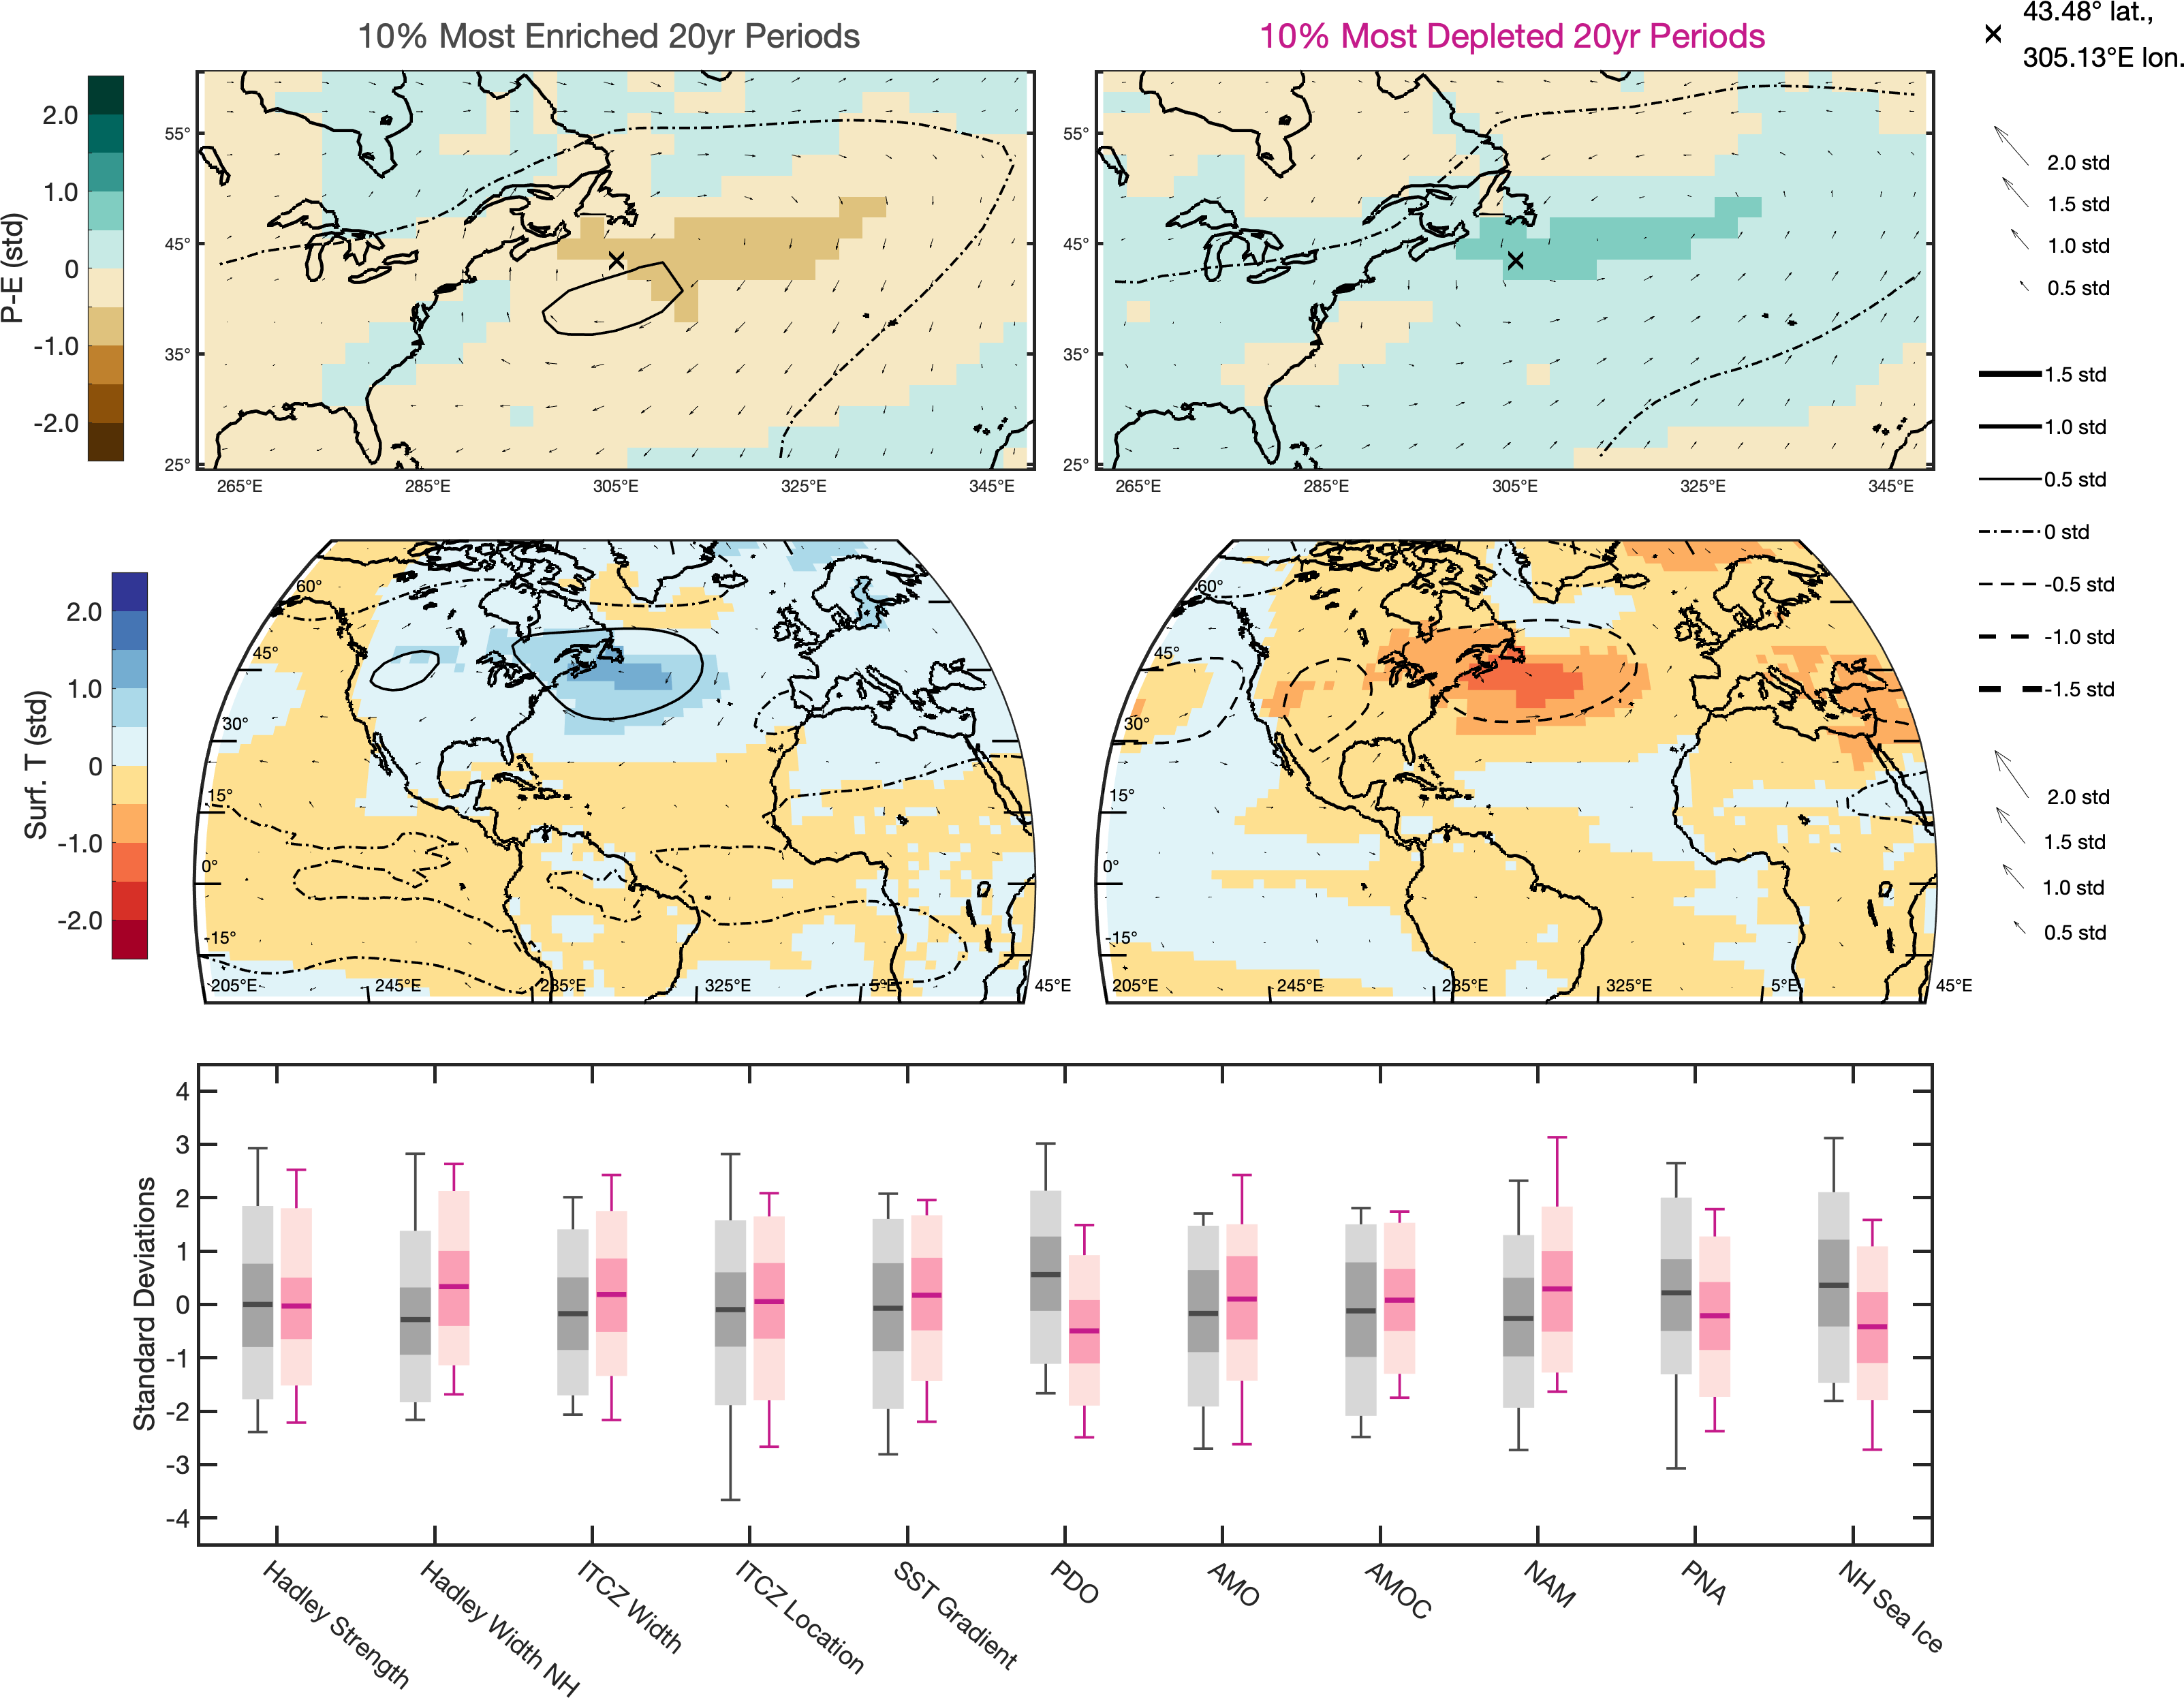 10% Most Enriched 20yr Periods
10% Most Depleted 20yr Periods
43.48° lat.,
305.13°E lon.
P-E (std)
2.0
1.0
0
-1.0
-2.0
55°
45°
35°
25°
265°E
285°E
305°E
325°E
345°E
55°
45°
35°
25°
265°E
285°E
305°E
325°E
345°E
2.0 std
1.5 std
1.0 std
0.5 std
1.5 std
1.0 std
0.5 std
0 std
-0.5 std
-1.0 std
-1.5 std
Surf. T (std)
2.0
1.0
0
-1.0
-2.0
60°
45°
30°
15°
0°
-15°
205°E
245°E
285°E
325°E
5°E
45°E
60°
45°
30°
15°
0°
-15°
205°E
245°E
285°E
325°E
5°E
45°E
2.0 std
1.5 std
1.0 std
0.5 std
Standard Deviations
4
3
2
1
0
-1
-2
-3
-4
Hadley Strength
Hadley Width NH
ITCZ Width
ITCZ Location
SST Gradient
PDO
AMO
AMOC
NAM
PNA
NH Sea Ice